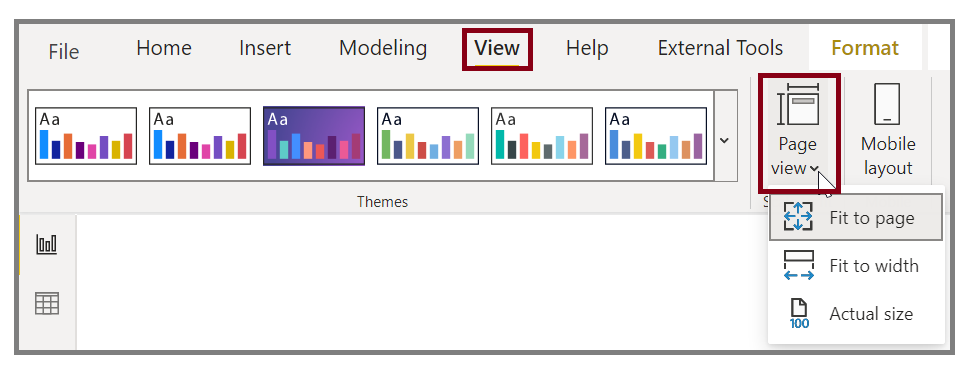 File Home Insert Modeling View Help External Tools Format
Aa Aa Aa Aa Aa Aa
Page
view
Mobile
layout
Themes
Fit to page
Fit to width
100 Actual size